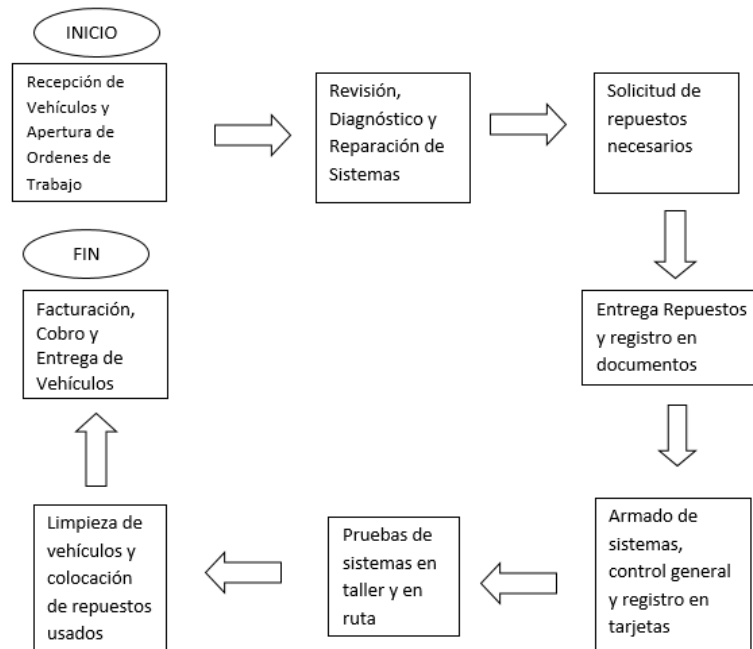 INICIO
Recepción de
Vehículos y
Apertura de
Ordenes de
Trabajo
Revisión,
Diagnóstico y
Reparación de
Sistemas
Solicitud de
repuestos
necesarios
Entrega Repuestos
y registro en
documentos
Armado de
sistemas,
control general
y registro en
tarjetas
Pruebas de
sistemas en
taller y en
ruta
Limpieza de
vehículos y
colocación
de repuestos
usados
FIN
Facturación,
Cobro y
Entrega de
Vehículos